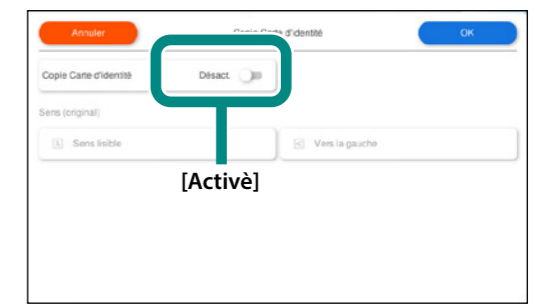 Annuler
Copie Carte d'identité
OK
Copie Carte d'identité
Désact.
Sens (original)
Sens lisible
Vers la gauche
[Activè]